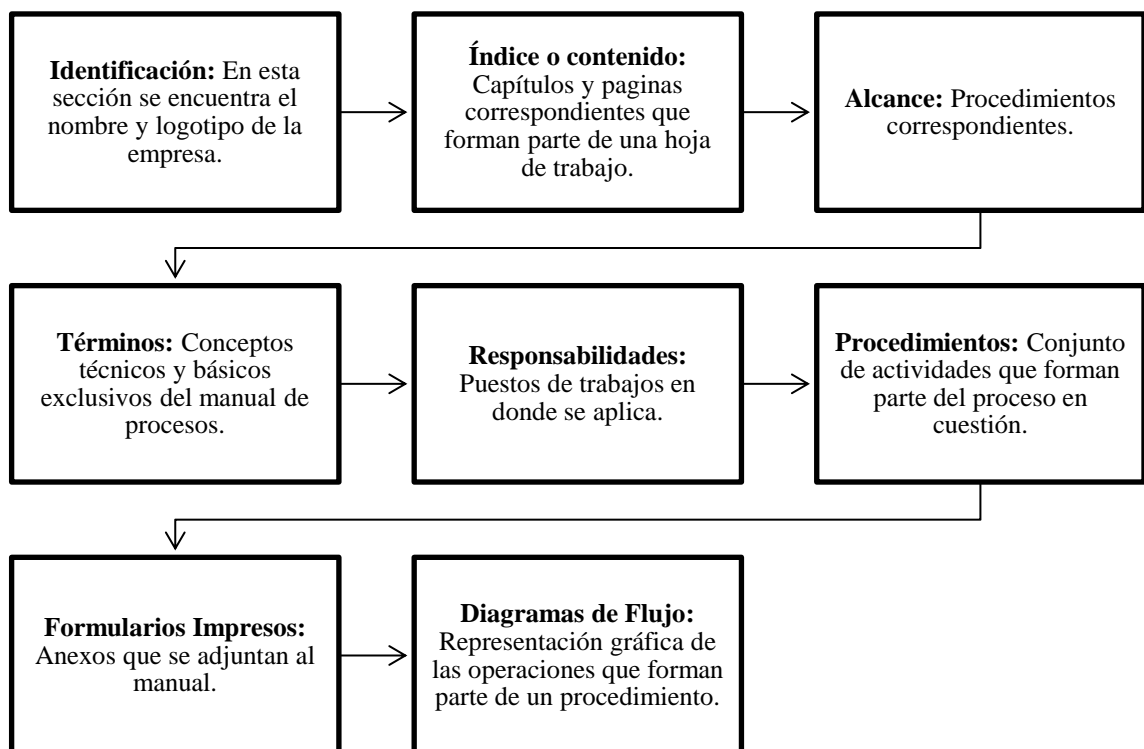 Identificación: En esta
sección se encuentra el
nombre y logotipo de la
empresa.
Índice o contenido:
Capítulos y paginas
correspondientes que
forman parte de una hoja
de trabajo.
Alcance: Procedimientos
correspondientes.
Términos: Conceptos
técnicos y básicos
exclusivos del manual de
procesos.
Responsabilidades:
Puestos de trabajos en
donde se aplica.
Procedimientos: Conjunto
de actividades que forman
parte del proceso en
cuestión.
Formularios Impresos:
Anexos que se adjuntan al
manual.
Diagramas de Flujo:
Representación gráfica de
las operaciones que forman
parte de un procedimiento.